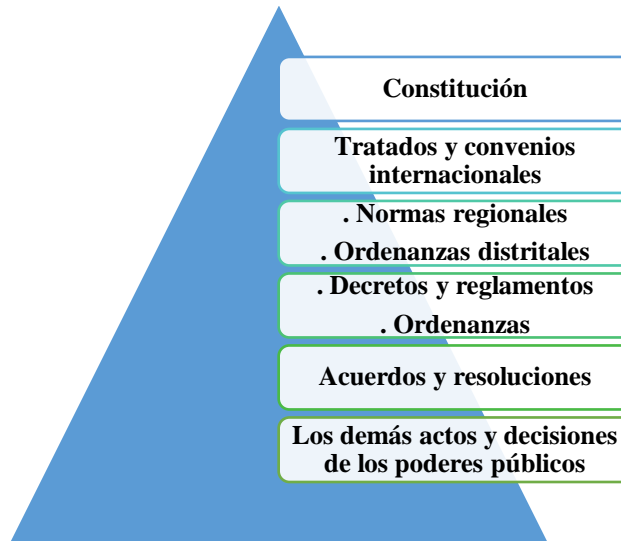 Constitución
Tratados y convenios
internacionales
. Normas regionales
. Ordenanzas distritales
. Decretos y reglamentos
. Ordenanzas
Acuerdos y resoluciones
Los demás actos y decisiones
de los poderes públicos